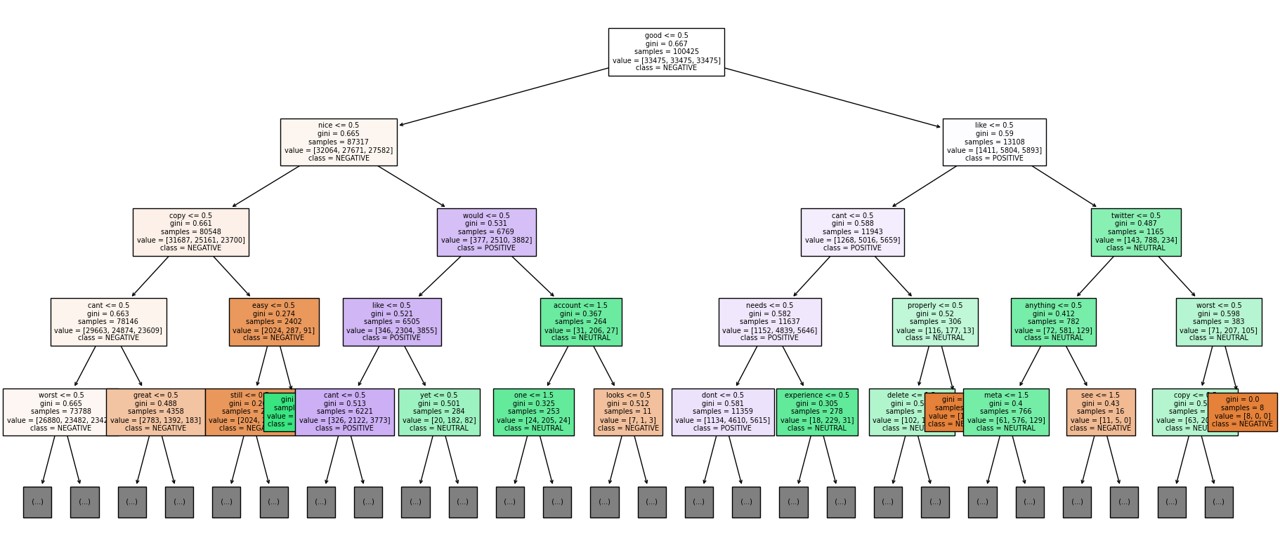 good <= 0.5
gini = 0.667
samples = 100425
value = [33475, 33475, 33475]
class = NEGATIVE
nice <= 0.5
gini = 0.665
samples = 87317
value = [32064, 27671, 27582]
class = NEGATIVE
like <= 0.5
gini = 0.59
samples = 13108
value = [1411, 5804, 5893]
class = POSITIVE
copy <= 0.5
gini = 0.661
samples = 80548
value = [31687, 25161, 23700]
class = NEGATIVE
would <= 0.5
gini = 0.531
samples = 6769
value = [377, 2510, 3882]
class = POSITIVE
cant <= 0.5
gini = 0.588
samples = 11943
value = [1268, 5016, 5659]
class = POSITIVE
twitter <= 0.5
gini = 0.487
samples = 1165
value = [143, 788, 234]
class = NEUTRAL
cant <= 0.5
gini = 0.663
samples = 78146
value = [29663, 24874, 23609]
class = NEGATIVE
easy <= 0.5
gini = 0.274
samples = 2402
value = [2024, 287, 91]
class = NEGATIVE
like <= 0.5
gini = 0.521
samples = 6505
value = [346, 2304, 3855]
class = POSITIVE
account <= 1.5
gini = 0.367
samples = 264
value = [31, 206, 27]
class = NEUTRAL
needs <= 0.5
gini = 0.582
samples = 11637
value = [1152, 4839, 5646]
class = POSITIVE
properly <= 0.5
gini = 0.52
samples = 306
value = [116, 177, 13]
class = NEUTRAL
anything <= 0.5
gini = 0.412
samples = 782
value = [72, 581, 129]
class = NEUTRAL
worst <= 0.5
gini = 0.598
samples = 383
value = [71, 207, 105]
class = NEUTRAL
worst <= 0.5
gini = 0.665
samples = 73788
value = [26880, 23482, 2342
class = NEGATIVE
great <= 0.5
gini = 0.488
samples = 4358
value = [2783, 1392, 183]
class = NEGATIVE
still <=
gini =
samples =
value = [2024,
class =
gini
value =
class =
cant <= 0.5
gini = 0.513
samples = 6221
value = [326, 2122, 3773]
class = POSITIVE
yet <= 0.5
gini = 0.501
samples = 284
value = [20, 182, 82]
class = NEUTRAL
one <= 1.5
gini = 0.325
samples = 253
value = [24, 205, 24]
class = NEUTRAL
looks <= 0.5
gini = 0.512
samples = 11
value = [7, 1, 3]
class = NEGATIVE
dont <= 0.5
gini = 0.581
samples = 11359
value = [1134, 4610, 5615]
class = POSITIVE
experience <= 0.5
gini = 0.305
samples = 278
value = [18, 229, 31]
class = NEUTRAL
delete <=
gini =
samples =
value = [102,
class = NEUTRAL
gini =
samples
value =
class =
meta <= 1.5
gini = 0.4
samples = 766
value = [61, 576, 129]
class = NEUTRAL
see <= 1.5
gini = 0.43
samples = 16
value = [11, 5, 0]
class = NEGATIVE
copy <=
gini =
samples =
value = [63,
class = NEUTRAL
gini = 0.0
samples = 8
value = [8, 0, 0]
class = NEGATIVE
(...) (...) (...) (...) (...) (...) (...) (...) (...) (...) (...) (...) (...) (...) (...) (...) (...) (...) (...) (...) (...) (...) (...) (...) (...) (...)